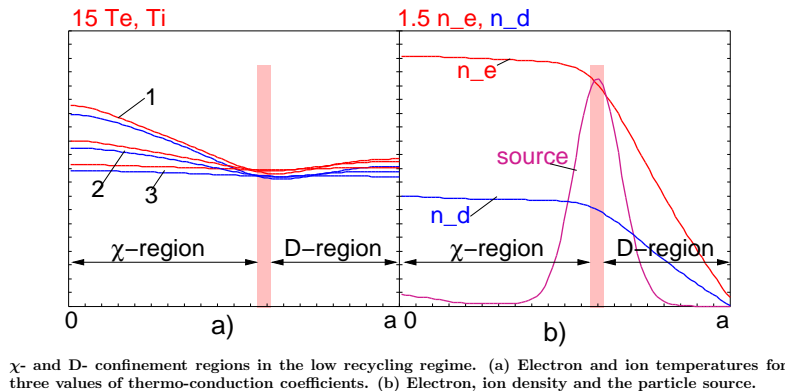 15 Te, Ti
1.5 n_e, n_d
1
2
3
χ−region
D−region
0
a
a)
n_e
source
n_d
χ−region
D−region
0
a
b)
χ- and D- confinement regions in the low recycling regime. (a) Electron and ion temperatures for
three values of thermo-conduction coefficients. (b) Electron, ion density and the particle source.